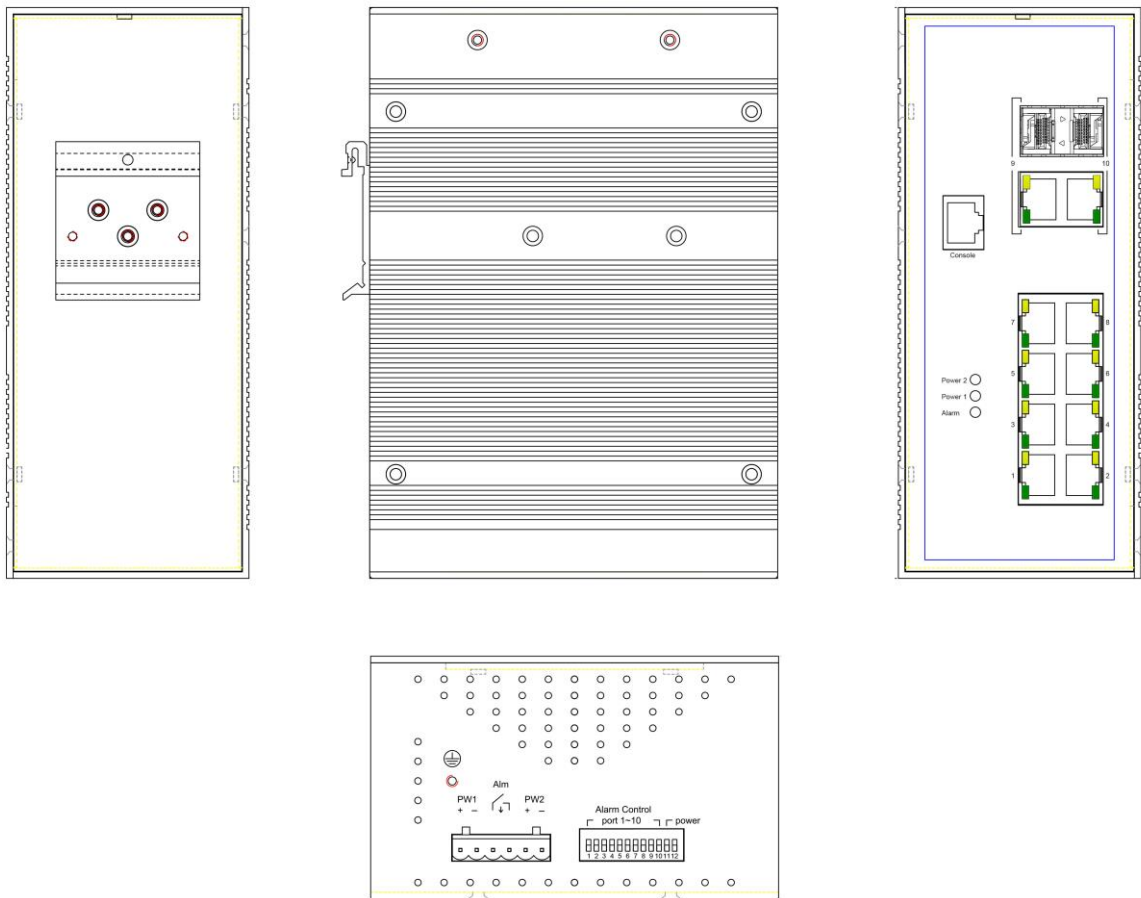 9 10
Console
7 8
5 6
Power 2
Power 1
Alarm
3 4
1 2
Alm
PW1 PW2
+ – + –
Alarm Control
port 1~10 power
1 2 3 4 5 6 7 8 9 10 11 12